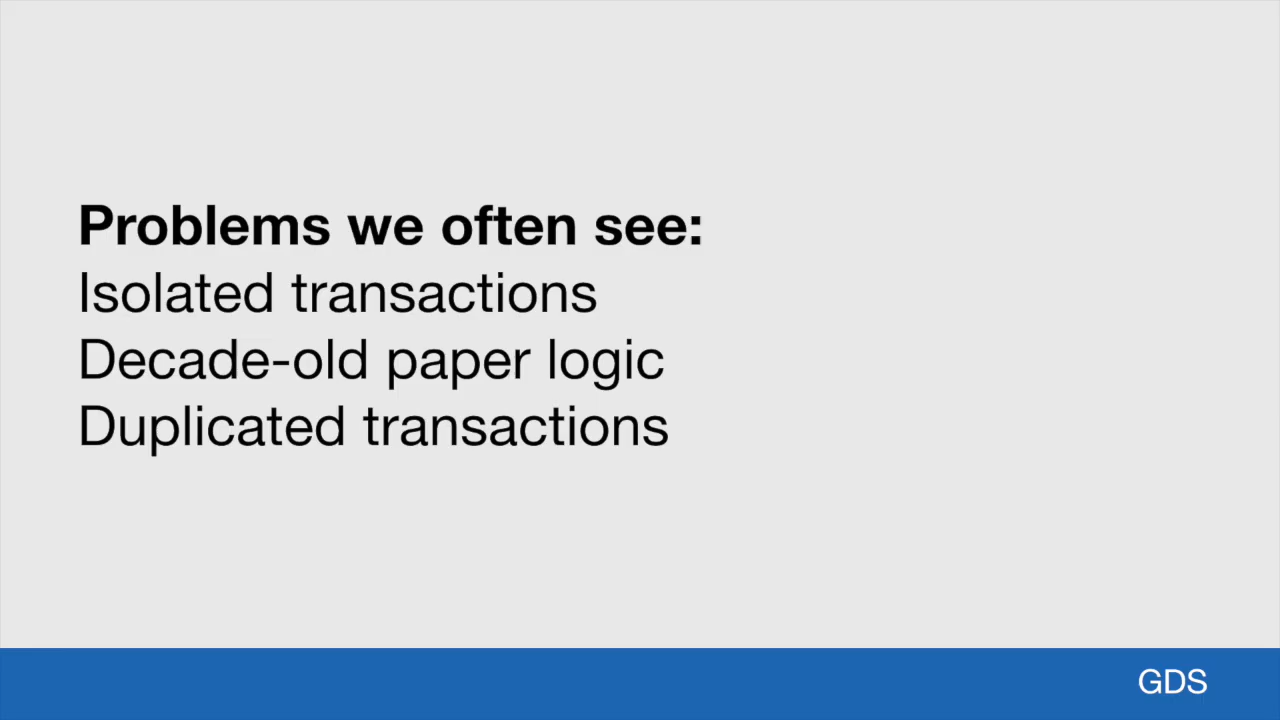 Problems we often see:
Isolated transactions
Decade-old paper logic
Duplicated transactions
GDS